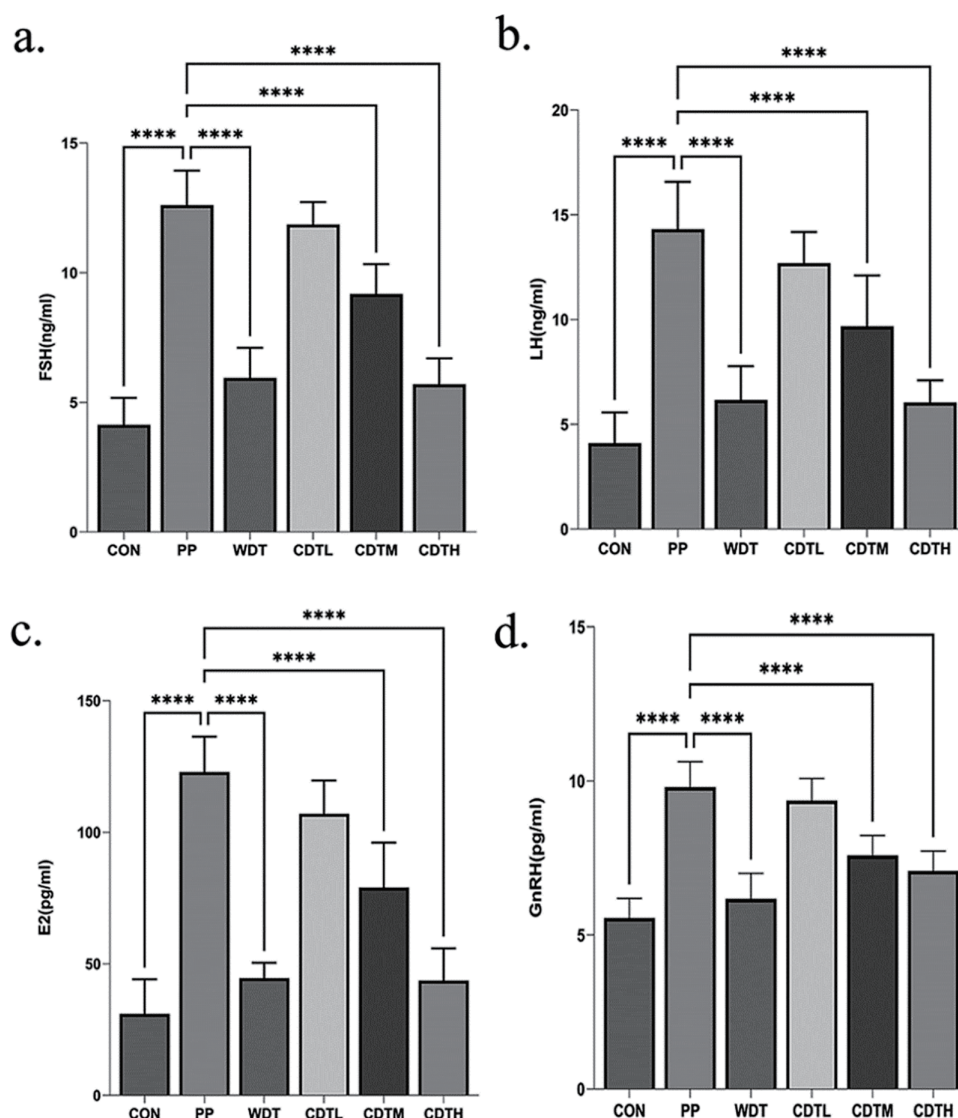 a.
****
****
**** ****
15
10
5
0
FSH(ng/ml)
CON PP WDT CDTL CDTM CDTH
b.
****
****
**** ****
20
15
10
5
0
LH(ng/ml)
CON PP WDT CDTL CDTM CDTH
c.
****
****
**** ****
150
100
50
0
E2(pg/ml)
CON PP WDT CDTL CDTM CDTH
d.
****
****
**** ****
15
10
5
0
GnRH(pg/ml)
CON PP WDT CDTL CDTM CDTH